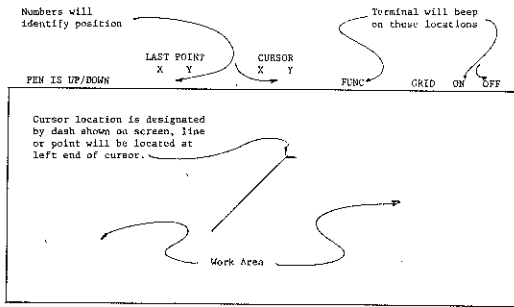 Numbers will
identify position
Terminal will beep
on these locations
LAST POINT
X Y
CURSOR
X Y
PEN IS UP/DOWN
FUNC
GRID ON OFF
Cursor location is designated
by dash shown on screen, line
or point will be located at
left end of cursor.
Work Area